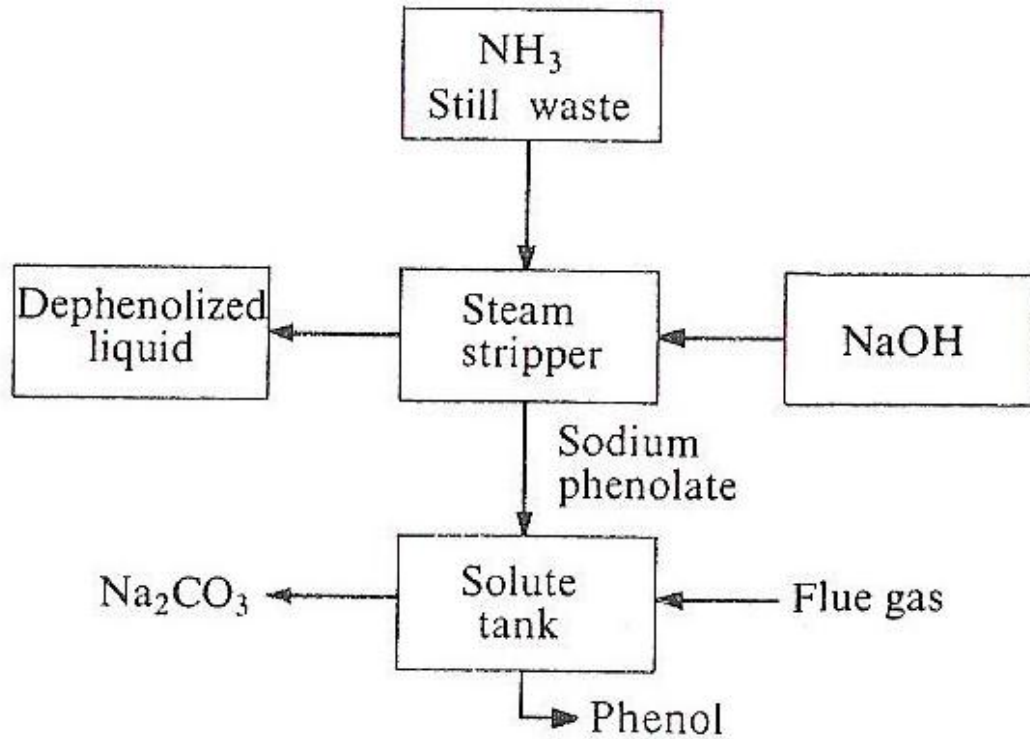 NH₃
Still waste
Dephenolized
liquid
Steam
stripper
NaOH
Sodium
phenolate
Na₂CO₃
Solute
tank
Flue gas
Phenol